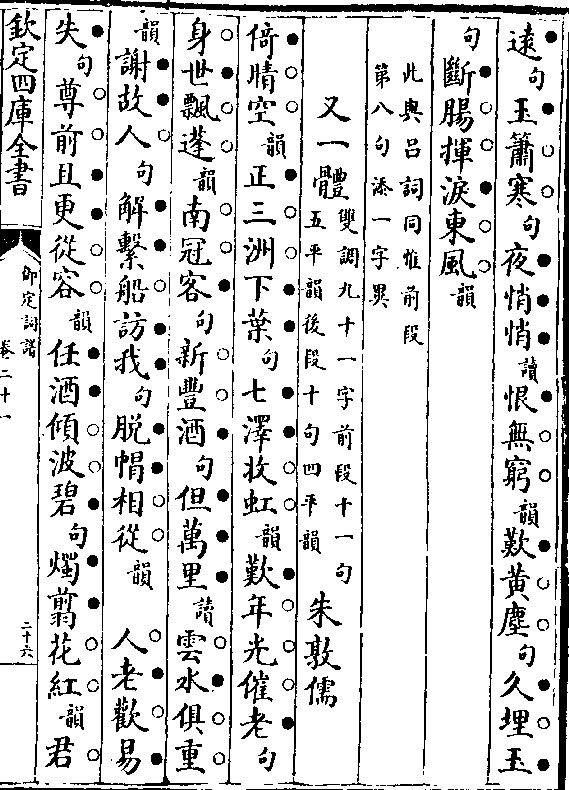 遠句玉簫寒句夜悄悄讀恨無窮韻歎黄塵句久埋玉
句斷腸揮淚東風韻
此與呂詞同惟前段
第八句添一字異
又一體雙調九十一字前段十一句
五平韻後段十句四平韻朱敦儒
倚晴空韻正三洲下葉句七澤收虹韻歎年光催老句
身世飄蓬韻南冠客句新豐酒句但萬里讀雲水俱重
韻謝故人句解繫船訪我句脱帽相從韻人老歡易
失句尊前且更從容韻任酒傾波碧句燭翦花紅韻君
欽定四庫全書
御定詞譜
卷二十一
二十六